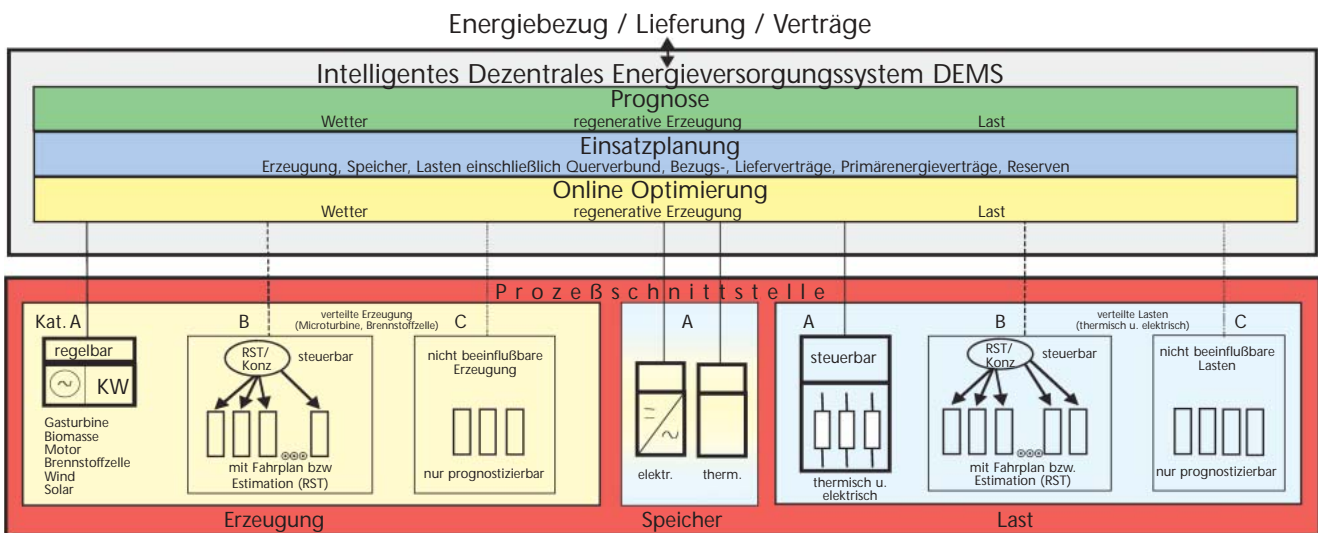 Energiebezug / Lieferung / Verträge
Intelligentes Dezentrales Energieversorgungssystem DEMS
Prognose
Wetter regenerative Erzeugung Last
Einsatzplanung
Erzeugung, Speicher, Lasten einschließlich Querverbund, Bezugs-, Lieferverträge, Primärenergieverträge, Reserven
Online Optimierung
Wetter regenerative Erzeugung Last
Prozeßschnittstelle
Kat. A
regelbar
~ KW
Gasturbine
Biomasse
Motor
Brennstoffzelle
Wind
Solar
B
verteilte Erzeugung
(Microturbine, Brennstoffzelle)
C
RST/
Konz
steuerbar
mit Fahrplan bzw
Estimation (RST)
nicht beeinflußbare
Erzeugung
nur prognostizierbar
Erzeugung
A
= ~
elektr. therm.
Speicher
A
steuerbar
thermisch u.
elektrisch
B
verteilte Lasten
(thermisch u. elektrisch)
C
RST/
Konz
steuerbar
mit Fahrplan bzw.
Estimation (RST)
nicht beeinflußbare
Lasten
nur prognostizierbar
Last